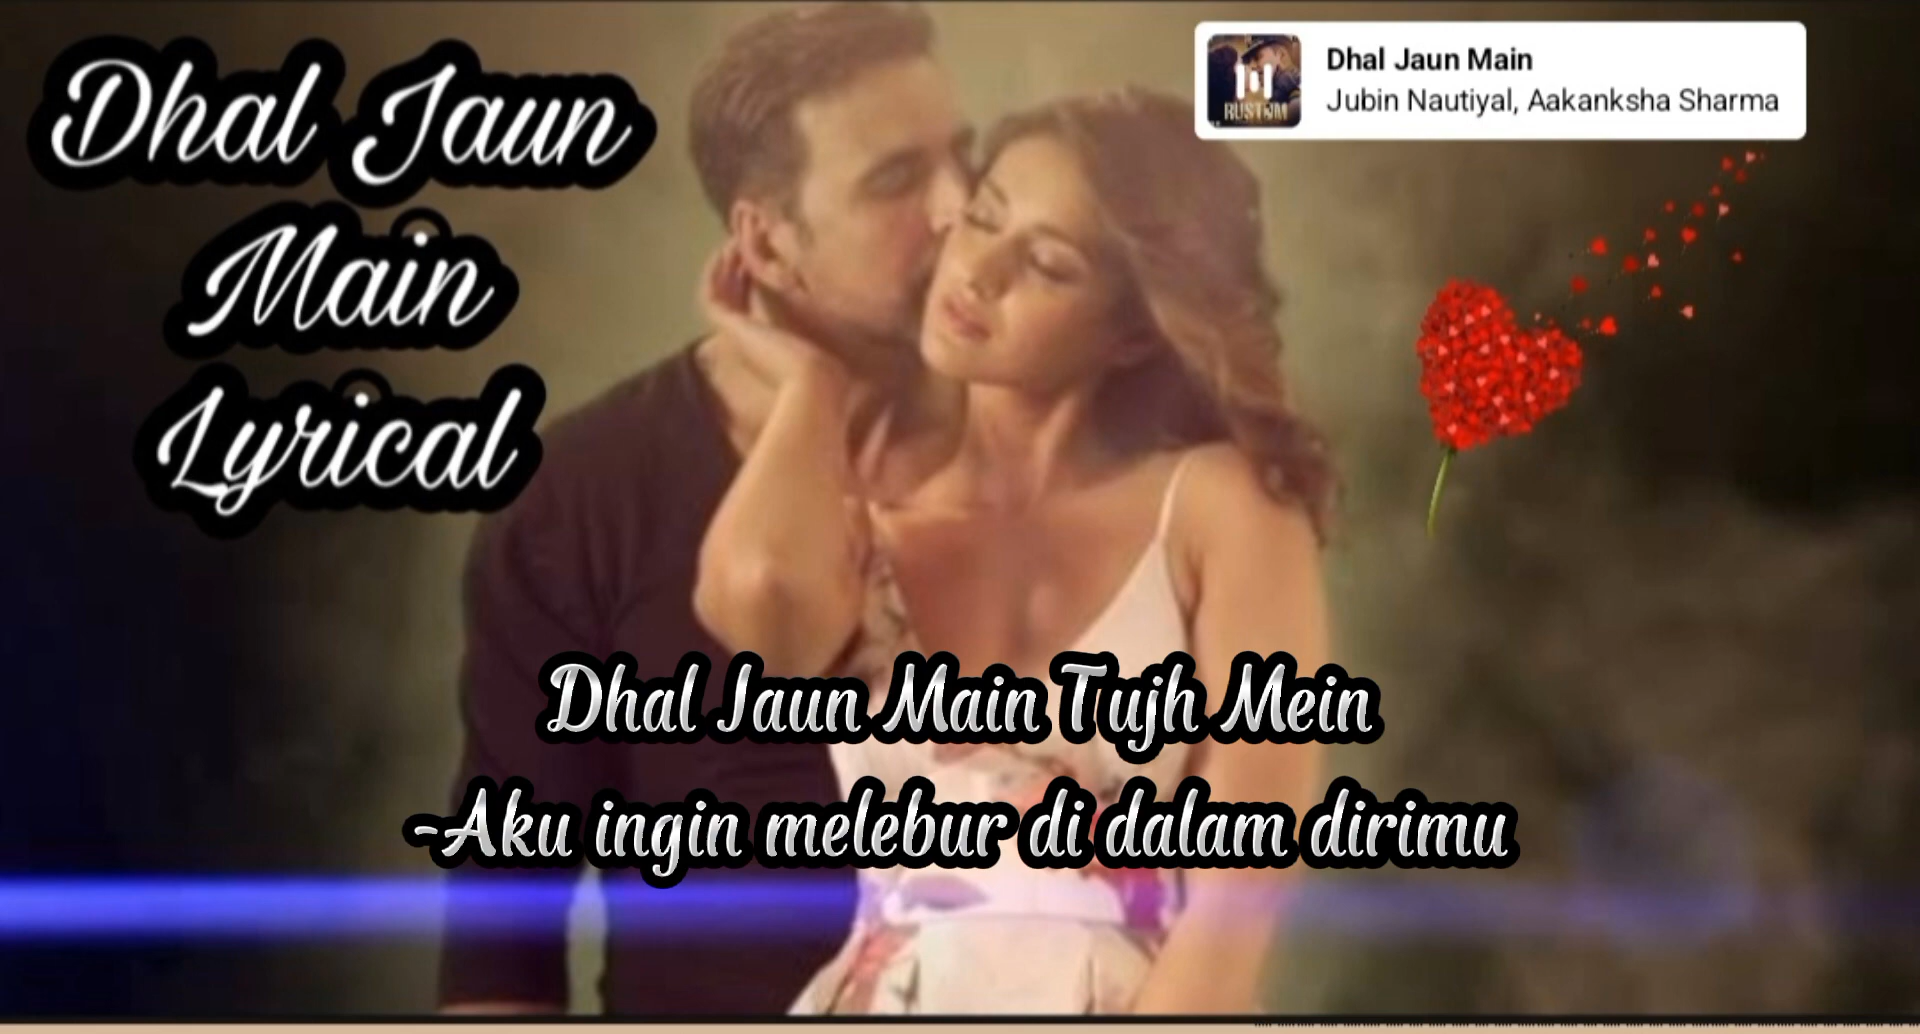 Dhal Jaun
Main
Lyrical
Dhal Jaun Main
Jubin Nautiyal, Aakanksha Sharma
RUSTOM
Dhal Jaun Main Tujh Mein
-Aku ingin melebur di dalam dirimu